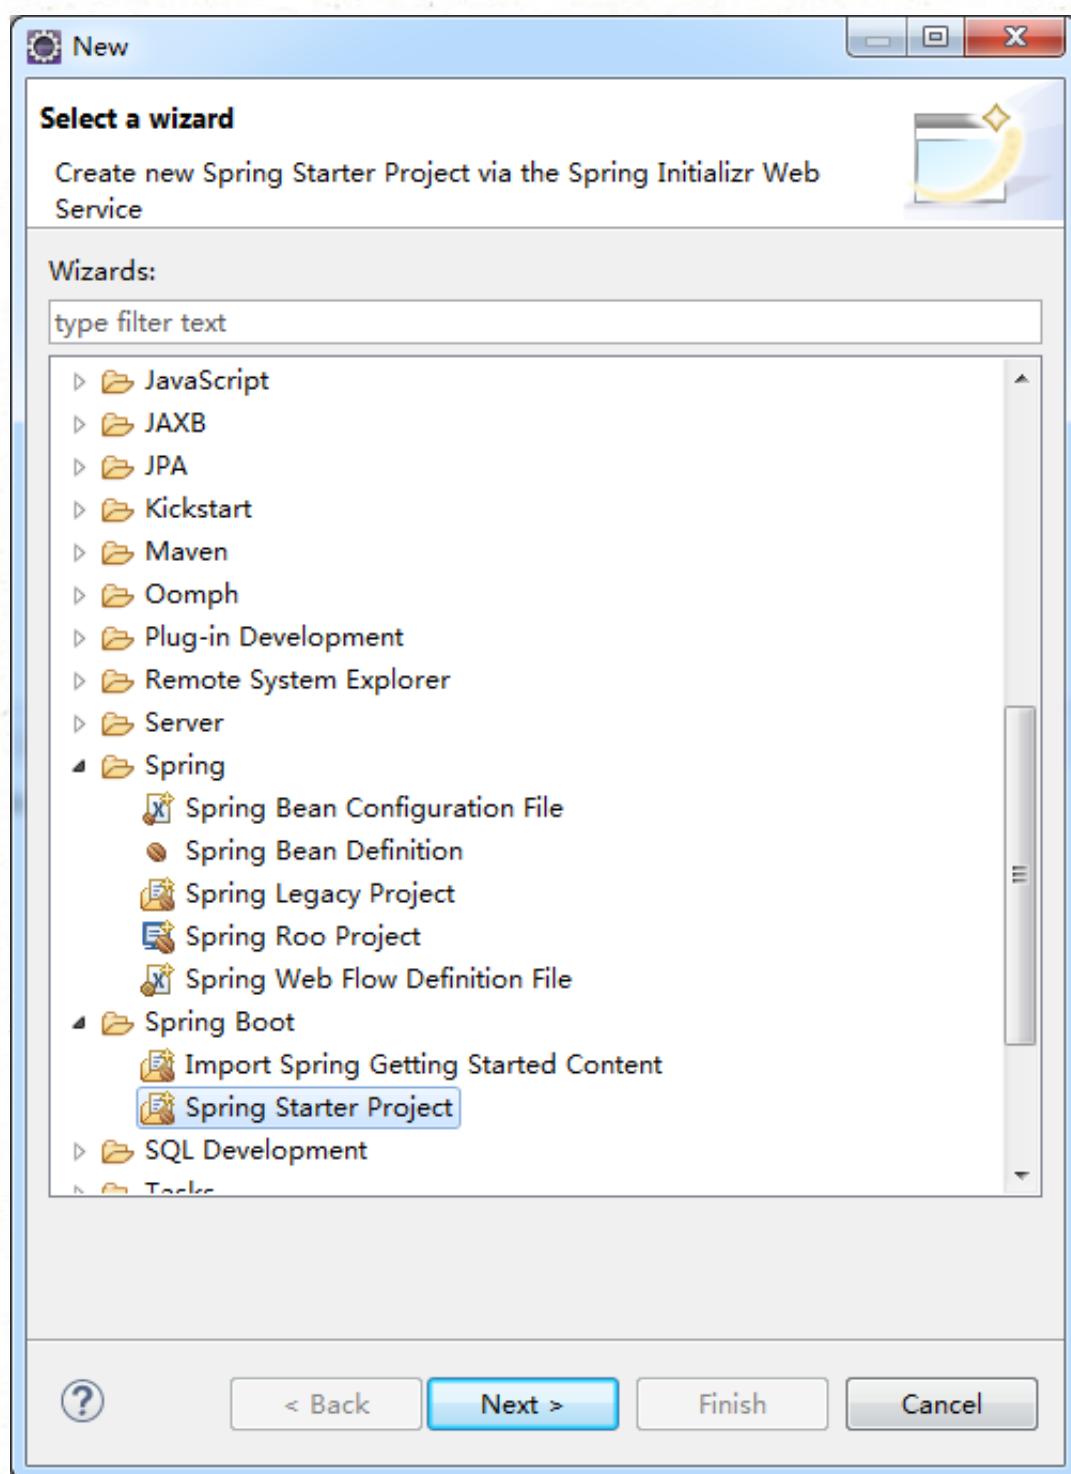 New
Select a wizard
Create new Spring Starter Project via the Spring Initializr Web
Service
Wizards:
type filter text
JavaScript
JAXB
JPA
Kickstart
Maven
Oomph
Plug-in Development
Remote System Explorer
Server
Spring
Spring Bean Configuration File
Spring Bean Definition
Spring Legacy Project
Spring Roo Project
Spring Web Flow Definition File
Spring Boot
Import Spring Getting Started Content
Spring Starter Project
SQL Development
Tasks
?
< Back
Next >
Finish
Cancel